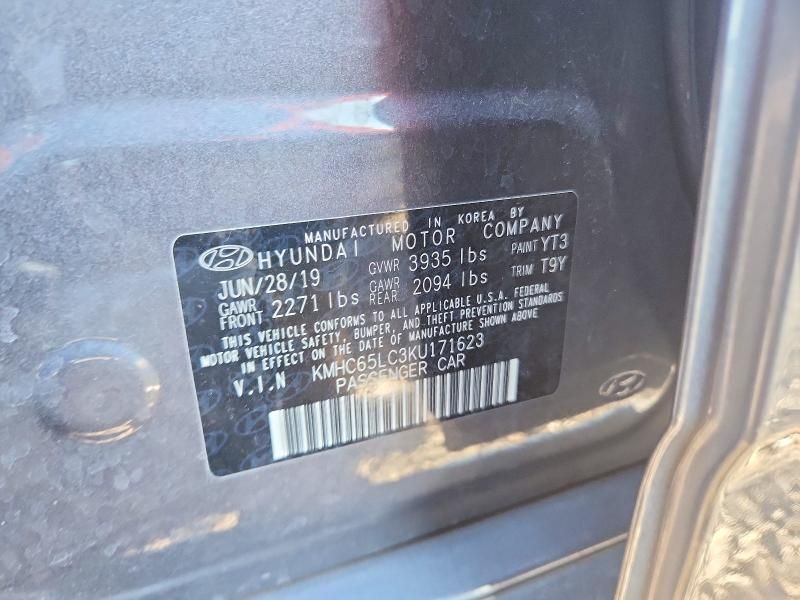 MANUFACTURED IN KOREA BY
HYUNDAI MOTOR COMPANY
JUN/28/19 GVWR 3935 lbs PAINT YT3
GAWR FRONT 2271 lbs GAWR REAR 2094 lbs TRIM T9Y
THIS VEHICLE CONFORMS TO ALL APPLICABLE U.S.A. FEDERAL
MOTOR VEHICLE SAFETY, BUMPER, AND THEFT PREVENTION STANDARDS
IN EFFECT ON THE DATE OF MANUFACTURE SHOWN ABOVE
V.I.N KMHC65LC3KU171623
PASSENGER CAR